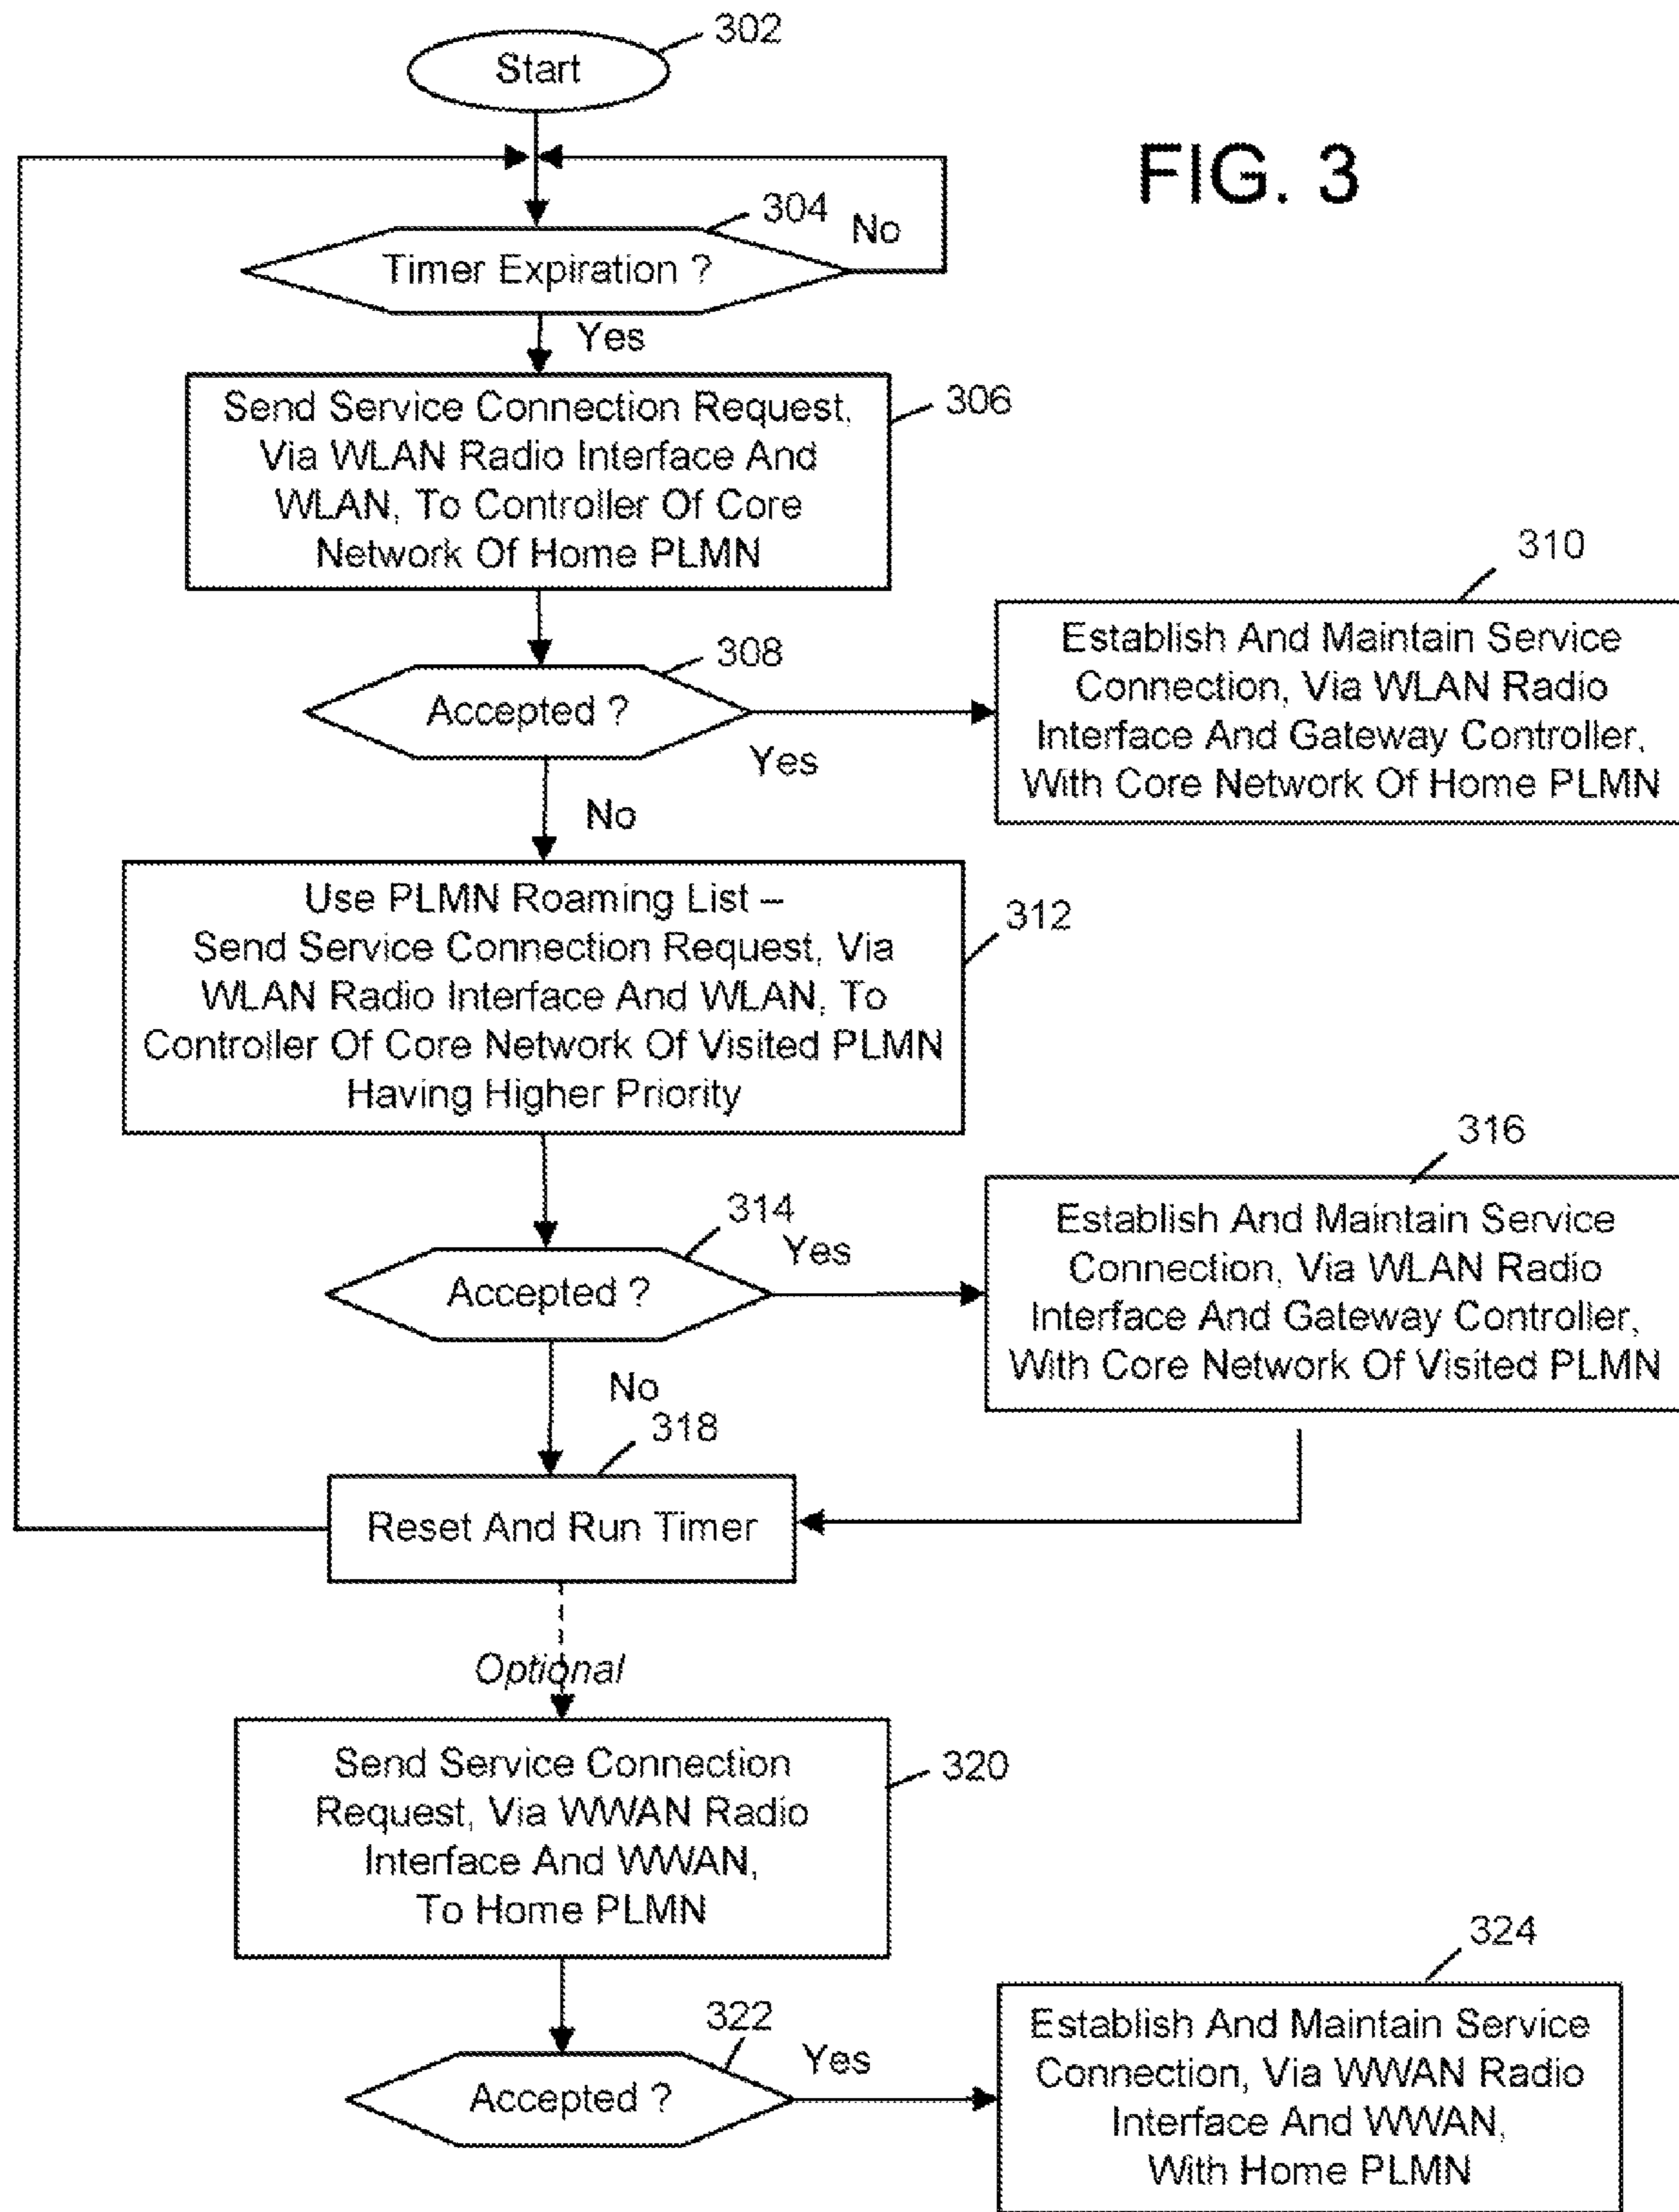 302
Start
FIG. 3
304
No
Timer Expiration ?
Yes
Send Service Connection Request,
Via WLAN Radio Interface And
WLAN, To Controller Of Core
Network Of Home PLMN
306
310
Establish And Maintain Service
Connection, Via WLAN Radio
Interface And Gateway Controller,
With Core Network Of Home PLMN
308
Accepted ?
Yes
No
Use PLMN Roaming List –
Send Service Connection Request, Via
WLAN Radio Interface And WLAN, To
Controller Of Core Network Of Visited PLMN
Having Higher Priority
312
316
Establish And Maintain Service
Connection, Via WLAN Radio
Interface And Gateway Controller,
With Core Network Of Visited PLMN
314
Yes
Accepted ?
No
318
Reset And Run Timer
Optional
Send Service Connection
Request, Via WWAN Radio
Interface And WWAN,
To Home PLMN
320
324
Establish And Maintain Service
Connection, Via WWAN Radio
Interface And WWAN,
With Home PLMN
322
Yes
Accepted ?